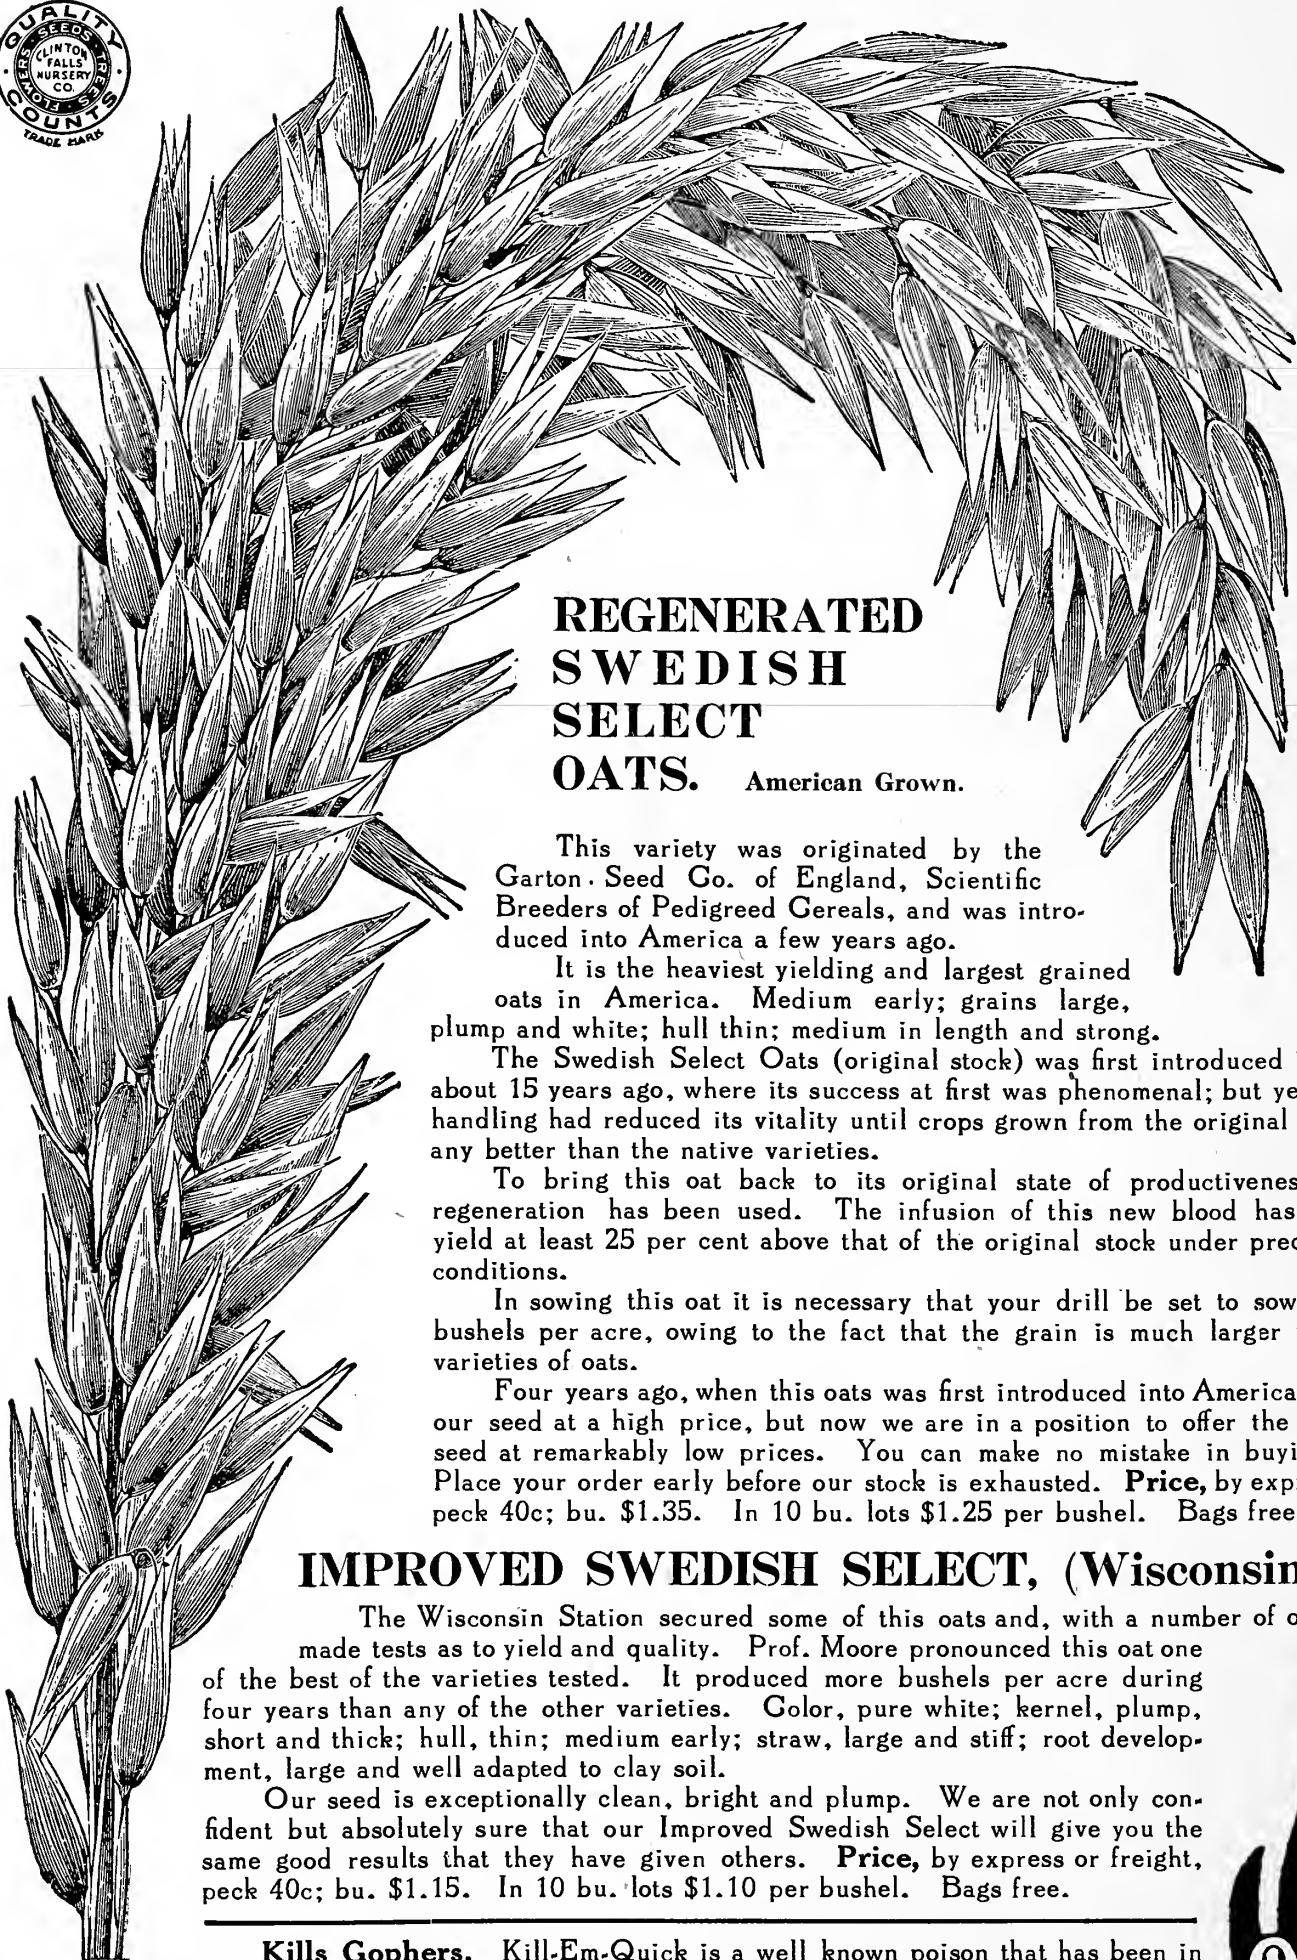 QUALITY COUNTS
FLOWERS · SEEDS · TREES
CLINTON
FALLS
NURSERY
CO.
TRADE MARK
REGENERATED
SWEDISH
SELECT
OATS. American Grown.
This variety was originated by the
Garton Seed Co. of England, Scientific
Breeders of Pedigreed Cereals, and was intro-
duced into America a few years ago.
It is the heaviest yielding and largest grained
oats in America. Medium early; grains large,
plump and white; hull thin; medium in length and strong.
The Swedish Select Oats (original stock) was first introduced
about 15 years ago, where its success at first was phenomenal; but ye
handling had reduced its vitality until crops grown from the original
any better than the native varieties.
To bring this oat back to its original state of productivenes
regeneration has been used. The infusion of this new blood has
yield at least 25 per cent above that of the original stock under prec
conditions.
In sowing this oat it is necessary that your drill be set to sow
bushels per acre, owing to the fact that the grain is much larger
varieties of oats.
Four years ago, when this oats was first introduced into America
our seed at a high price, but now we are in a position to offer the
seed at remarkably low prices. You can make no mistake in buyi
Place your order early before our stock is exhausted. Price, by exp
peck 40c; bu. $1.35. In 10 bu. lots $1.25 per bushel. Bags free
IMPROVED SWEDISH SELECT, (Wisconsin
The Wisconsin Station secured some of this oats and, with a number of o
made tests as to yield and quality. Prof. Moore pronounced this oat one
of the best of the varieties tested. It produced more bushels per acre during
four years than any of the other varieties. Color, pure white; kernel, plump,
short and thick; hull, thin; medium early; straw, large and stiff; root develop-
ment, large and well adapted to clay soil.
Our seed is exceptionally clean, bright and plump. We are not only con-
fident but absolutely sure that our Improved Swedish Select will give you the
same good results that they have given others. Price, by express or freight,
peck 40c; bu. $1.15. In 10 bu. lots $1.10 per bushel. Bags free.
Kills Gophers. Kill-Em-Quick is a well known poison that has been in